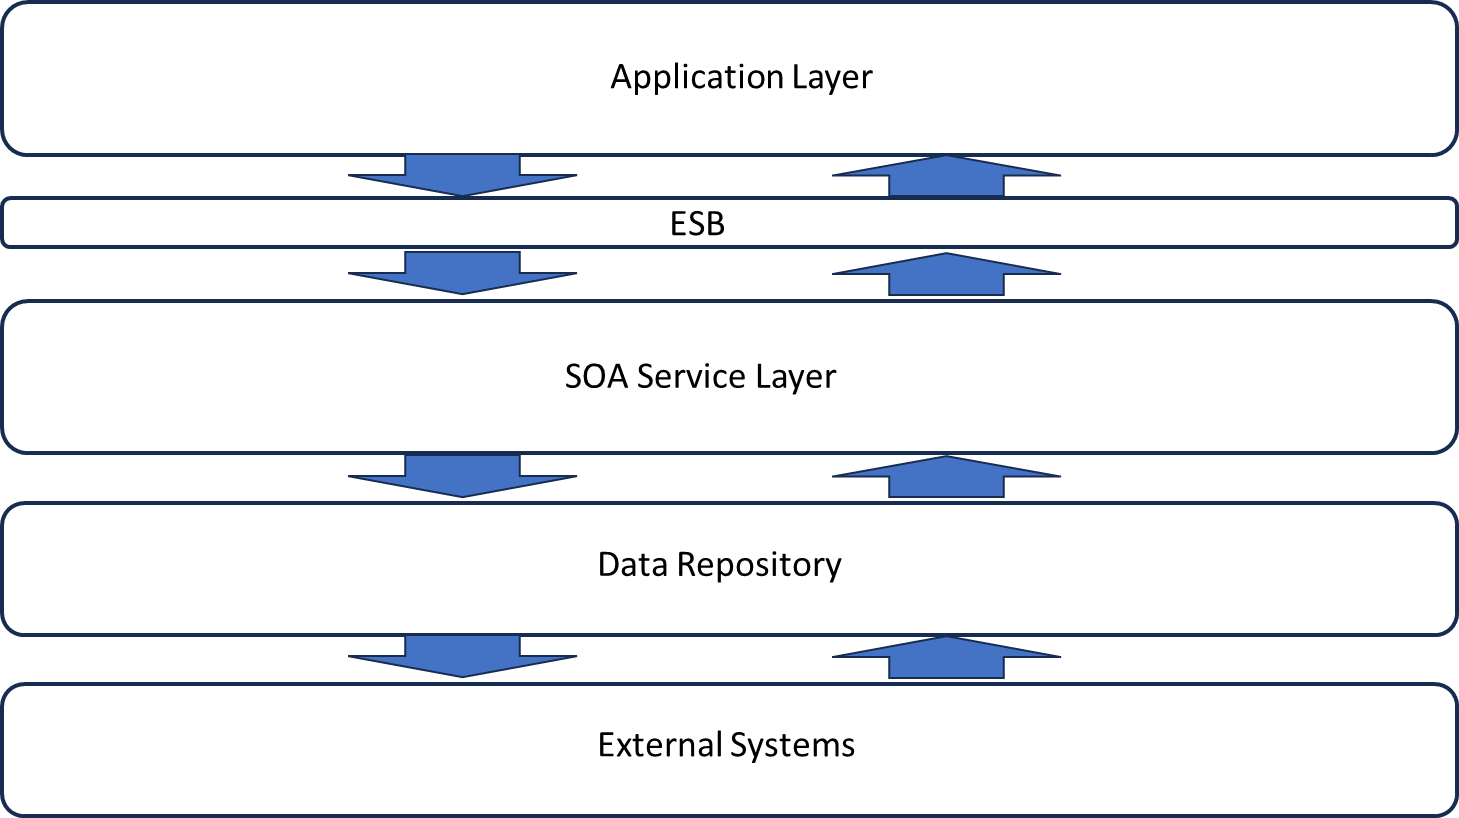 Application Layer
ESB
SOA Service Layer
Data Repository
External Systems